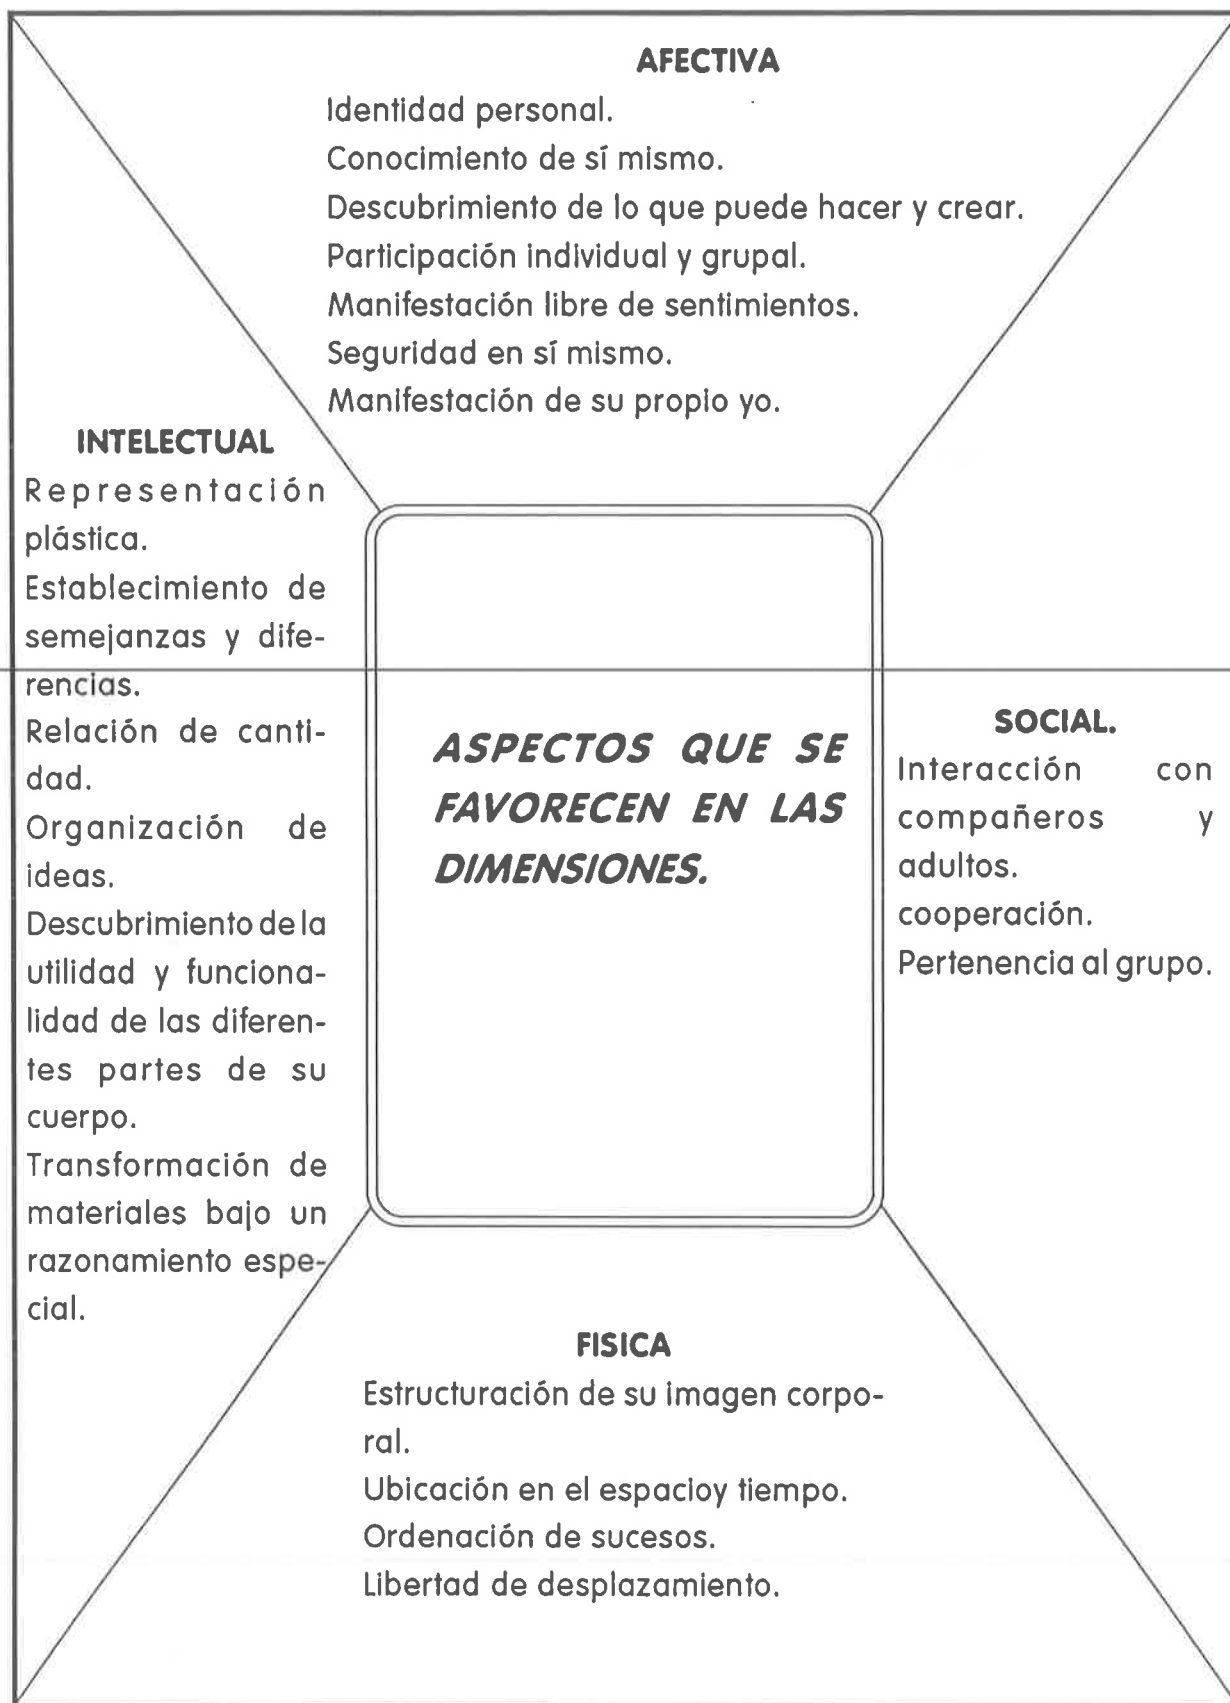 AFECTIVA
Identidad personal.
Conocimiento de sí mismo.
Descubrimiento de lo que puede hacer y crear.
Participación individual y grupal.
Manifestación libre de sentimientos.
Seguridad en sí mismo.
Manifestación de su propio yo.
INTELECTUAL
Representación
plástica.
Establecimiento de
semejanzas y dife-
rencias.
Relación de canti-
dad.
Organización de
ideas.
Descubrimiento de la
utilidad y funciona-
lidad de las diferen-
tes partes de su
cuerpo.
Transformación de
materiales bajo un
razonamiento espe-
cial.
ASPECTOS QUE SE
FAVORECEN EN LAS
DIMENSIONES.
SOCIAL.
Interacción con
compañeros y
adultos.
cooperación.
Pertenencia al grupo.
FISICA
Estructuración de su imagen corpo-
ral.
Ubicación en el espacioy tiempo.
Ordenación de sucesos.
Libertad de desplazamiento.